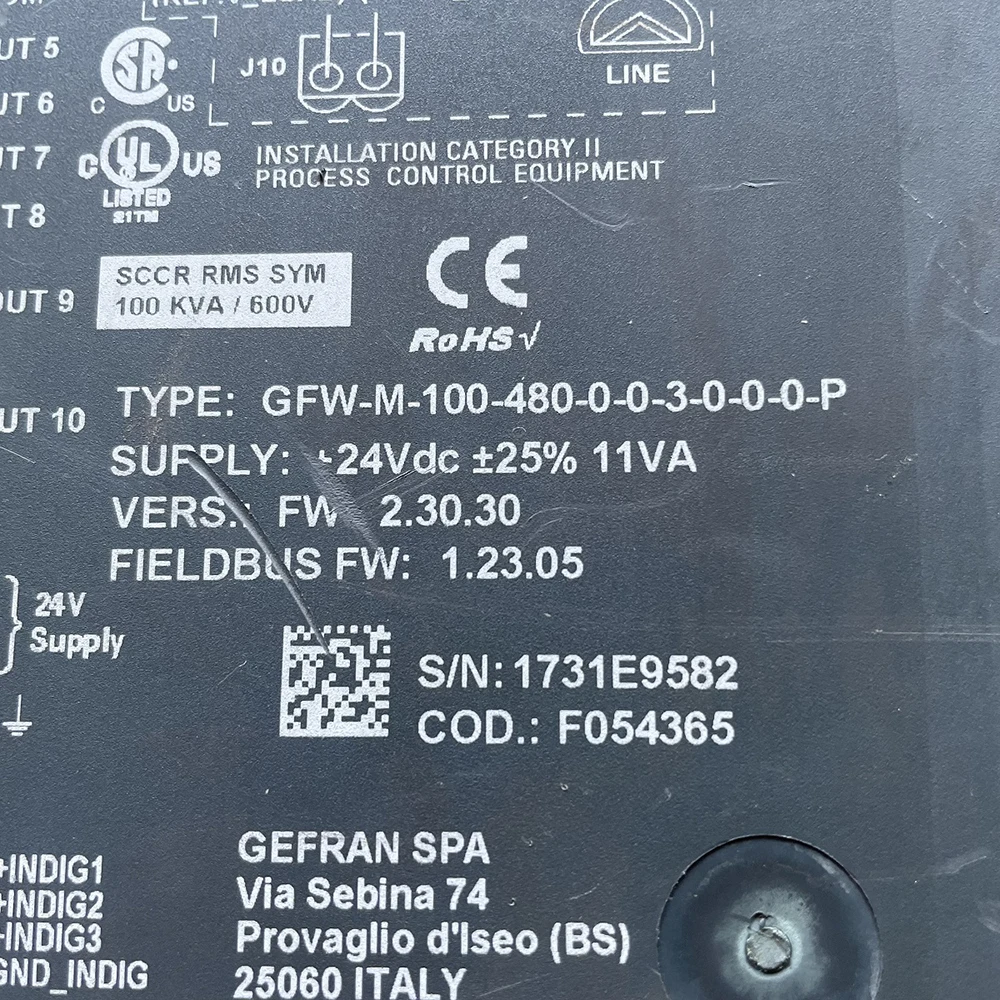 UT 5
UT 6
UT 7
T 8
OUT 9
UT 10
SA
C US
J10
LINE
C UL US
LISTED
21TM
INSTALLATION CATEGORY II
PROCESS CONTROL EQUIPMENT
SCCR RMS SYM
100 KVA / 600V
CE
RoHS√
TYPE: GFW-M-100-480-0-0-3-0-0-0-P
SUPPLY: +24Vdc ±25% 11VA
VERS.: FW 2.30.30
FIELDBUS FW: 1.23.05
24V
Supply
S/N: 1731E9582
COD.: F054365
GEFRAN SPA
Via Sebina 74
Provaglio d'Iseo (BS)
25060 ITALY
+INDIG1
+INDIG2
+INDIG3
GND_INDIG